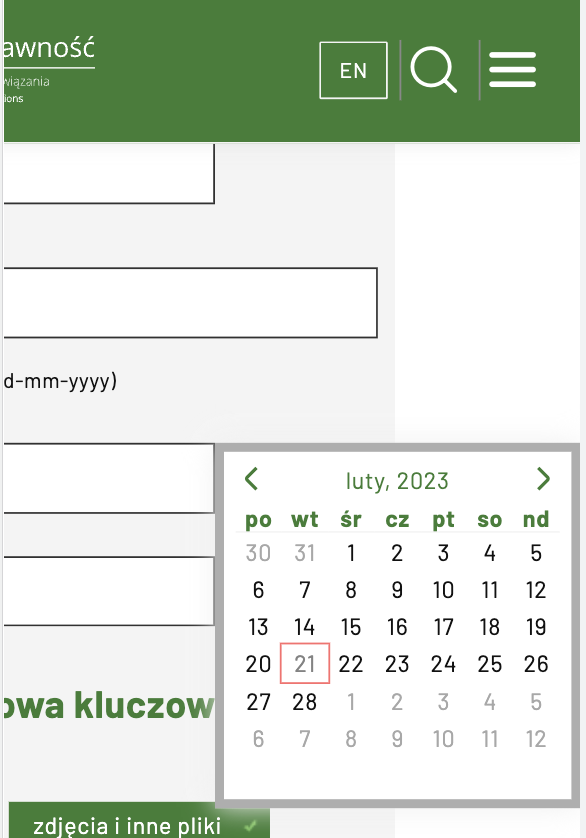 awność
wiązania
ions
EN
d-mm-yyyy)
luty, 2023
po wt śr cz pt so nd
30 31 1 2 3 4 5
6 7 8 9 10 11 12
13 14 15 16 17 18 19
20 21 22 23 24 25 26
27 28 1 2 3 4 5
6 7 8 9 10 11 12
owa kluczow
zdjęcia i inne pliki